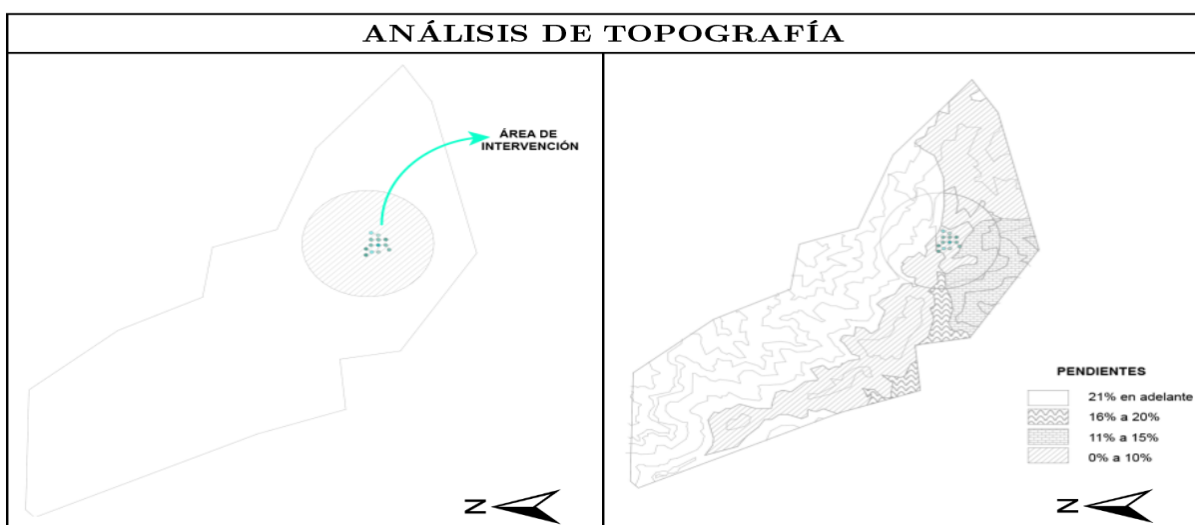 ANÁLISIS DE TOPOGRAFÍA
ÁREA DE
INTERVENCIÓN
N
PENDIENTES
21% en adelante
16% a 20%
11% a 15%
0% a 10%
N